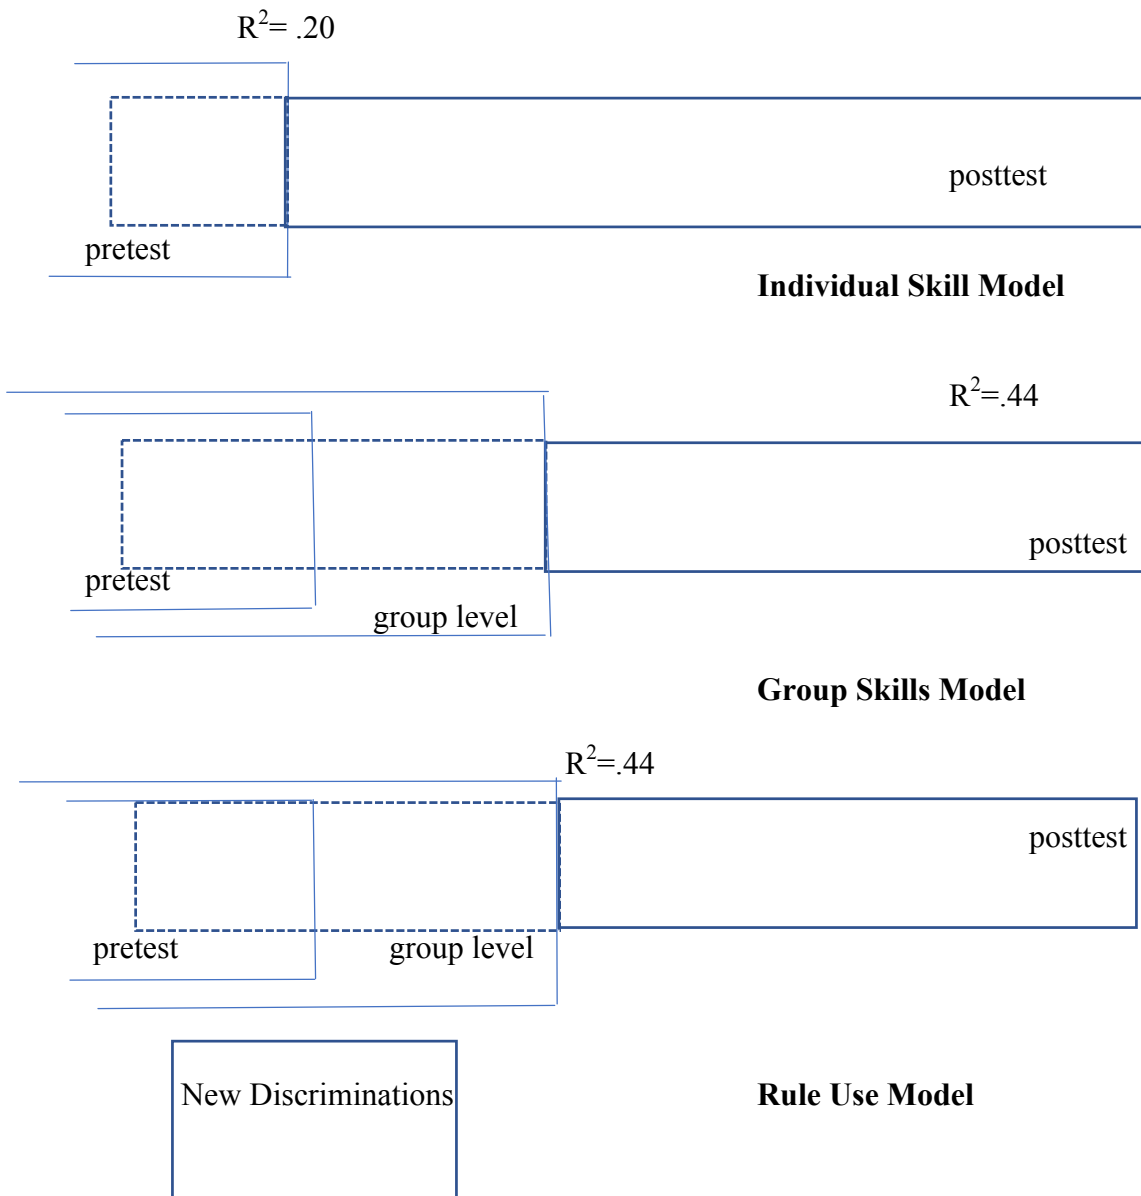 R²= .20
posttest
pretest
Individual Skill Model
R²=.44
posttest
pretest
group level
Group Skills Model
R²=.44
posttest
pretest group level
New Discriminations Rule Use Model